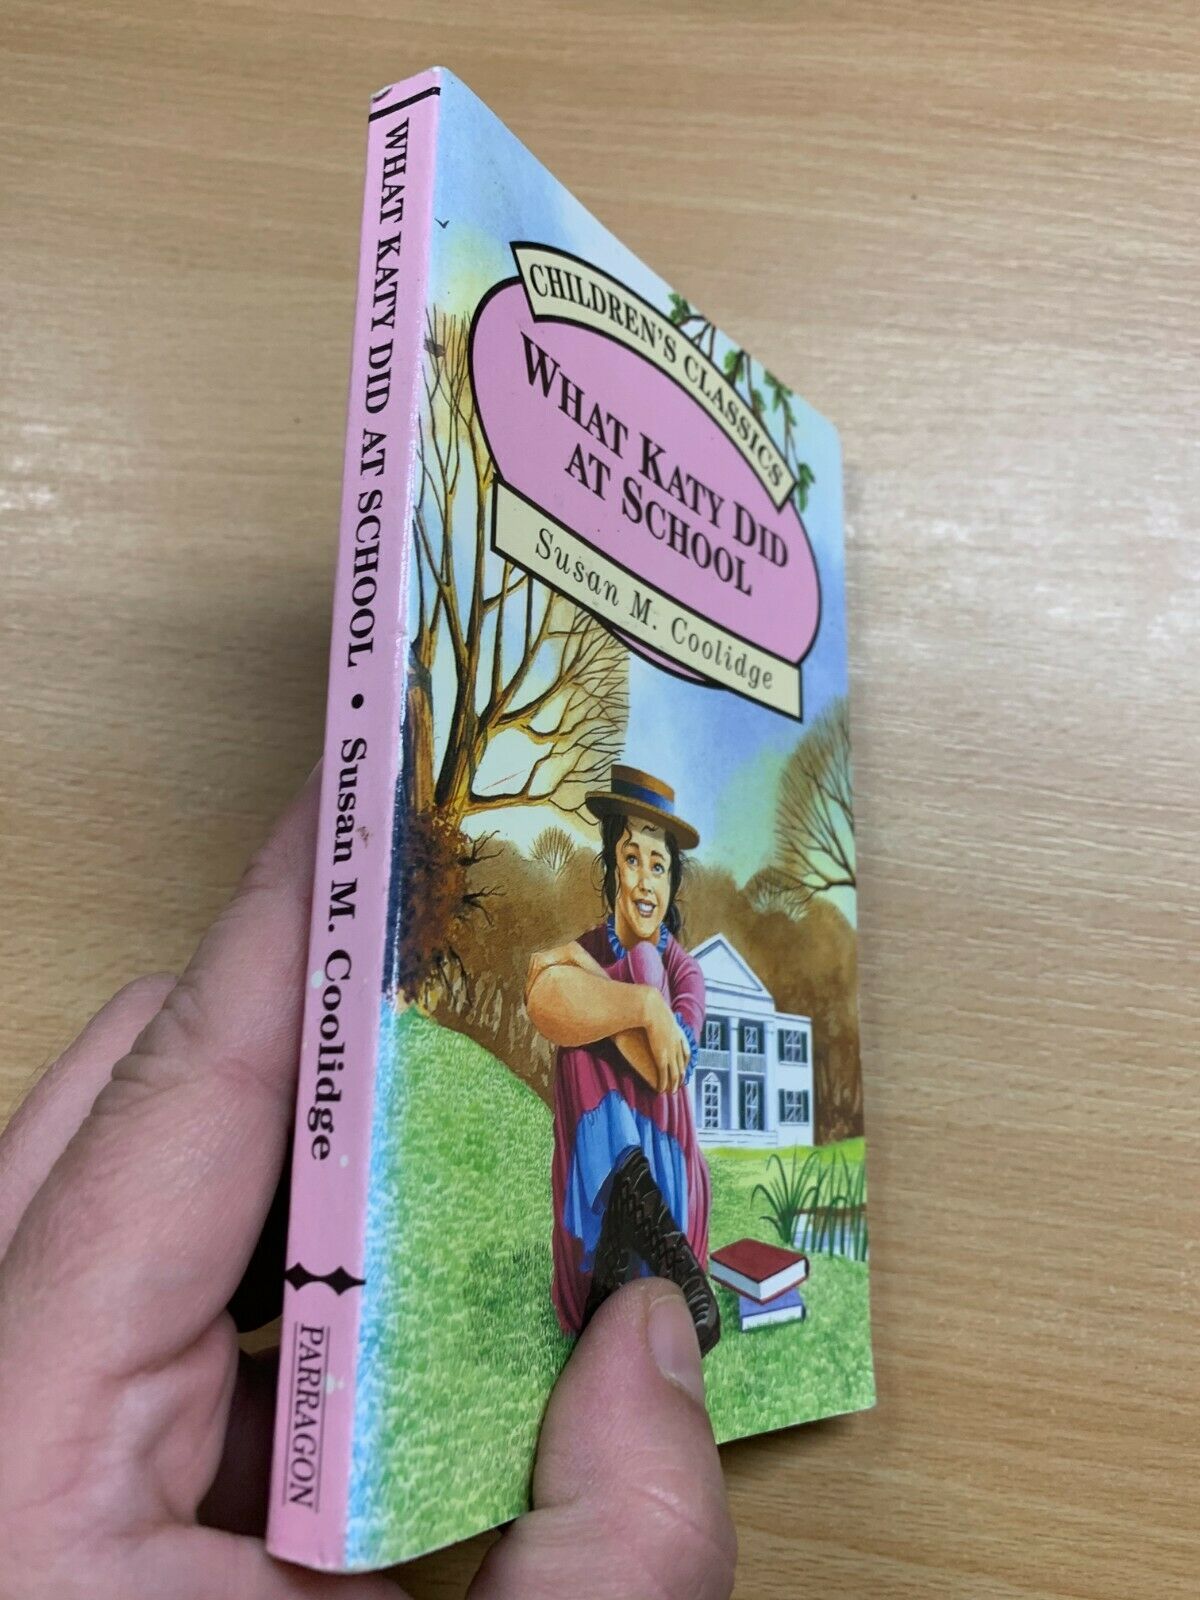 WHAT KATY DID AT SCHOOL • Susan M. Coolidge
PARRAGON
CHILDREN'S CLASSICS
WHAT KATY DID
AT SCHOOL
Susan M. Coolidge